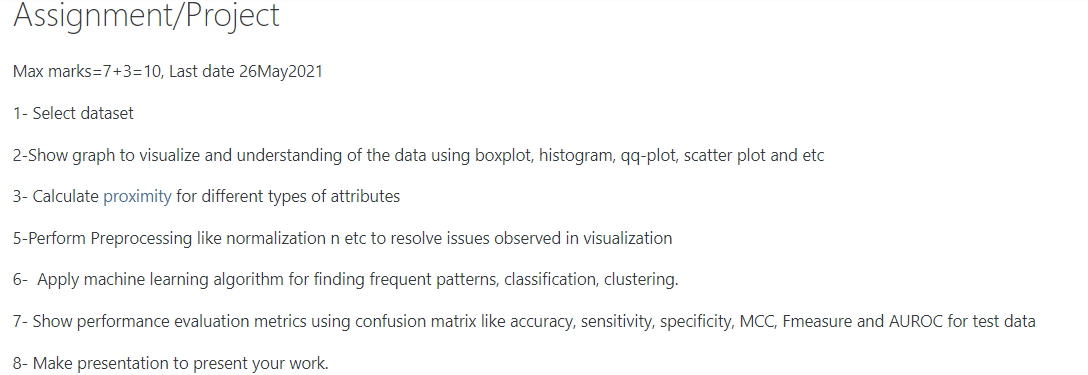 Assignment/Project
Max marks=7+3=10, Last date 26May2021
1- Select dataset
2-Show graph to visualize and understanding of the data using boxplot, histogram, qq-plot, scatter plot and etc
3- Calculate proximity for different types of attributes
5-Perform Preprocessing like normalization n etc to resolve issues observed in visualization
6-  Apply machine learning algorithm for finding frequent patterns, classification, clustering.
7- Show performance evaluation metrics using confusion matrix like accuracy, sensitivity, specificity, MCC, Fmeasure and AUROC for test data
8- Make presentation to present your work.